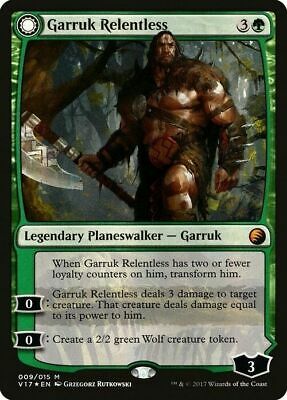 Garruk Relentless 3
Legendary Planeswalker — Garruk
When Garruk Relentless has two or fewer
loyalty counters on him, transform him.
0 : Garruk Relentless deals 3 damage to target
creature. That creature deals damage equal
to its power to him.
0 : Create a 2/2 green Wolf creature token.
3
009/015 M
V17 ★ EN GRZEGORZ RUTKOWSKI
™ & © 2017 Wizards of the Coast